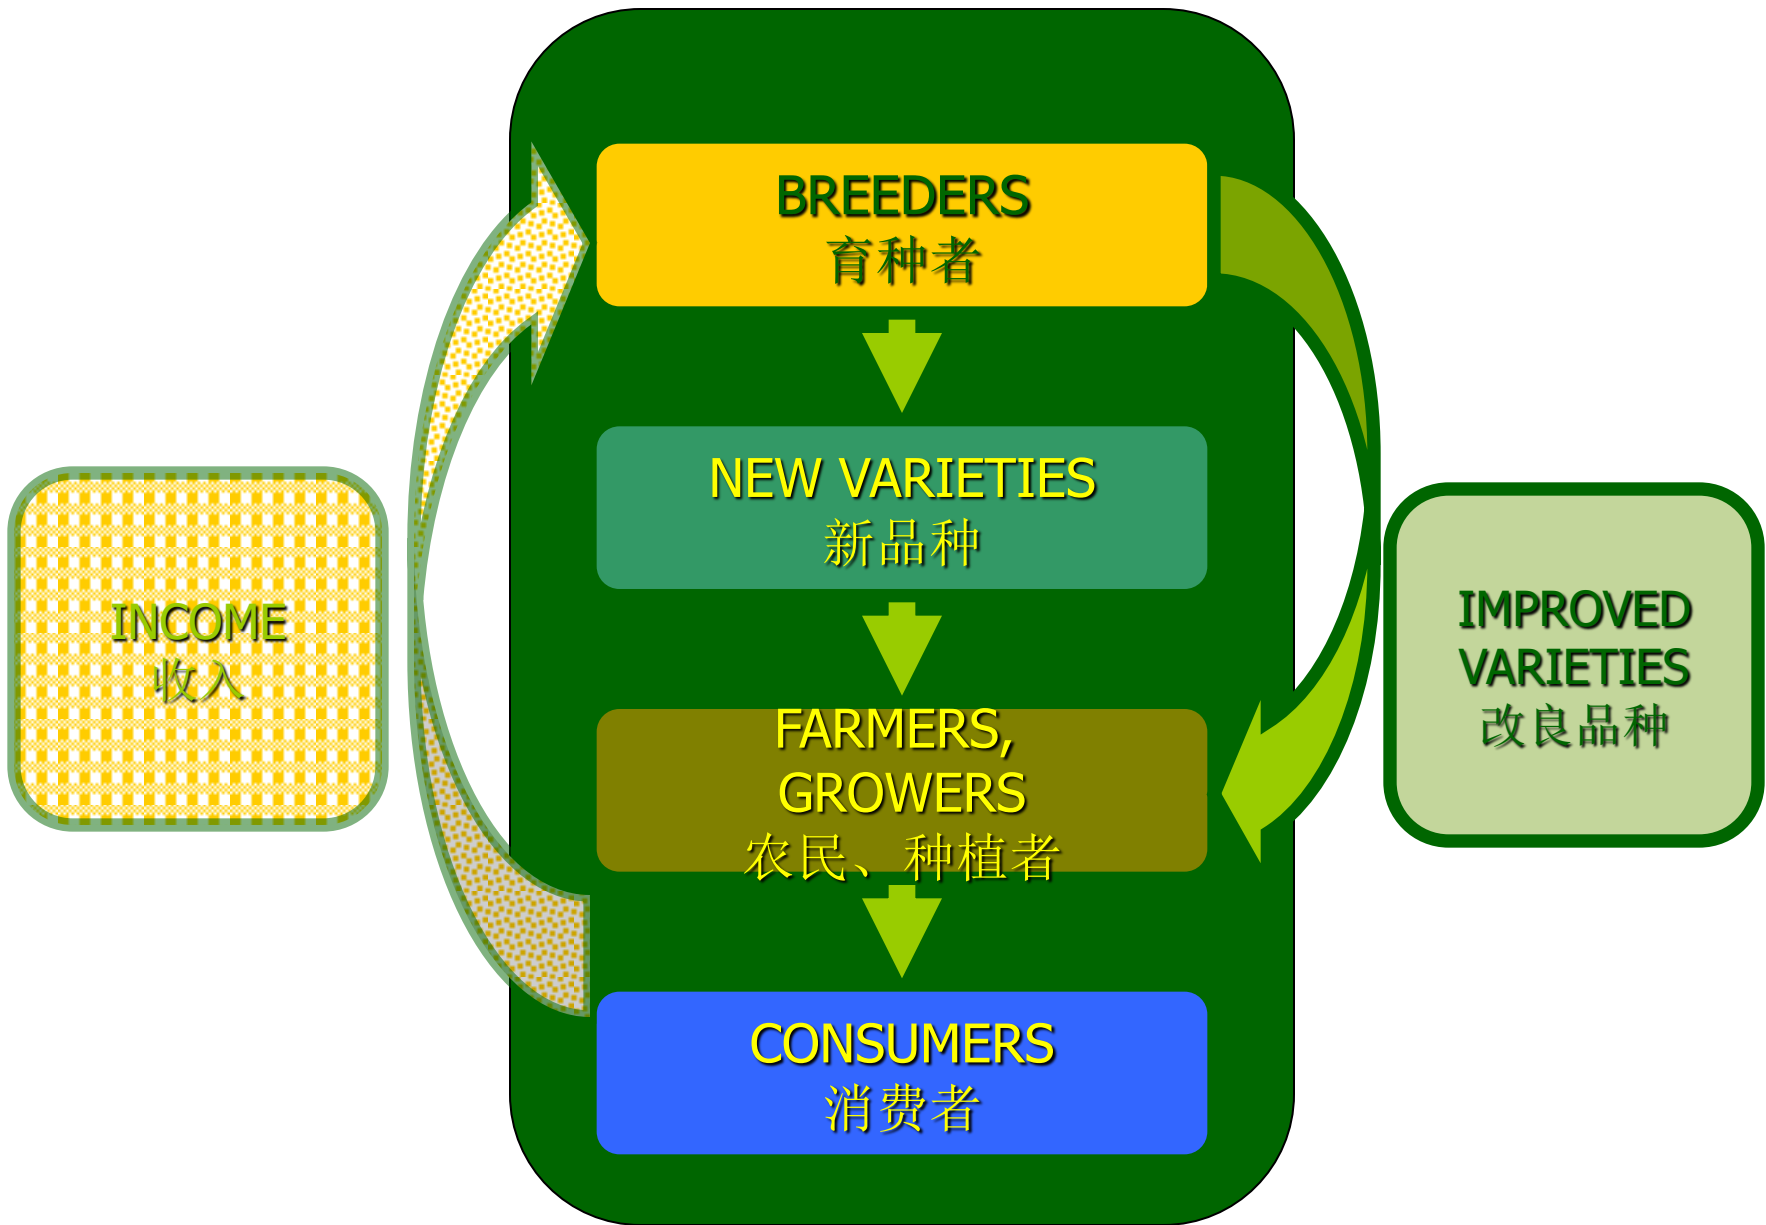 BREEDERS
育种者
NEW VARIETIES
新品种
FARMERS,
GROWERS
农民、种植者
CONSUMERS
消费者
INCOME
收入
IMPROVED
VARIETIES
改良品种